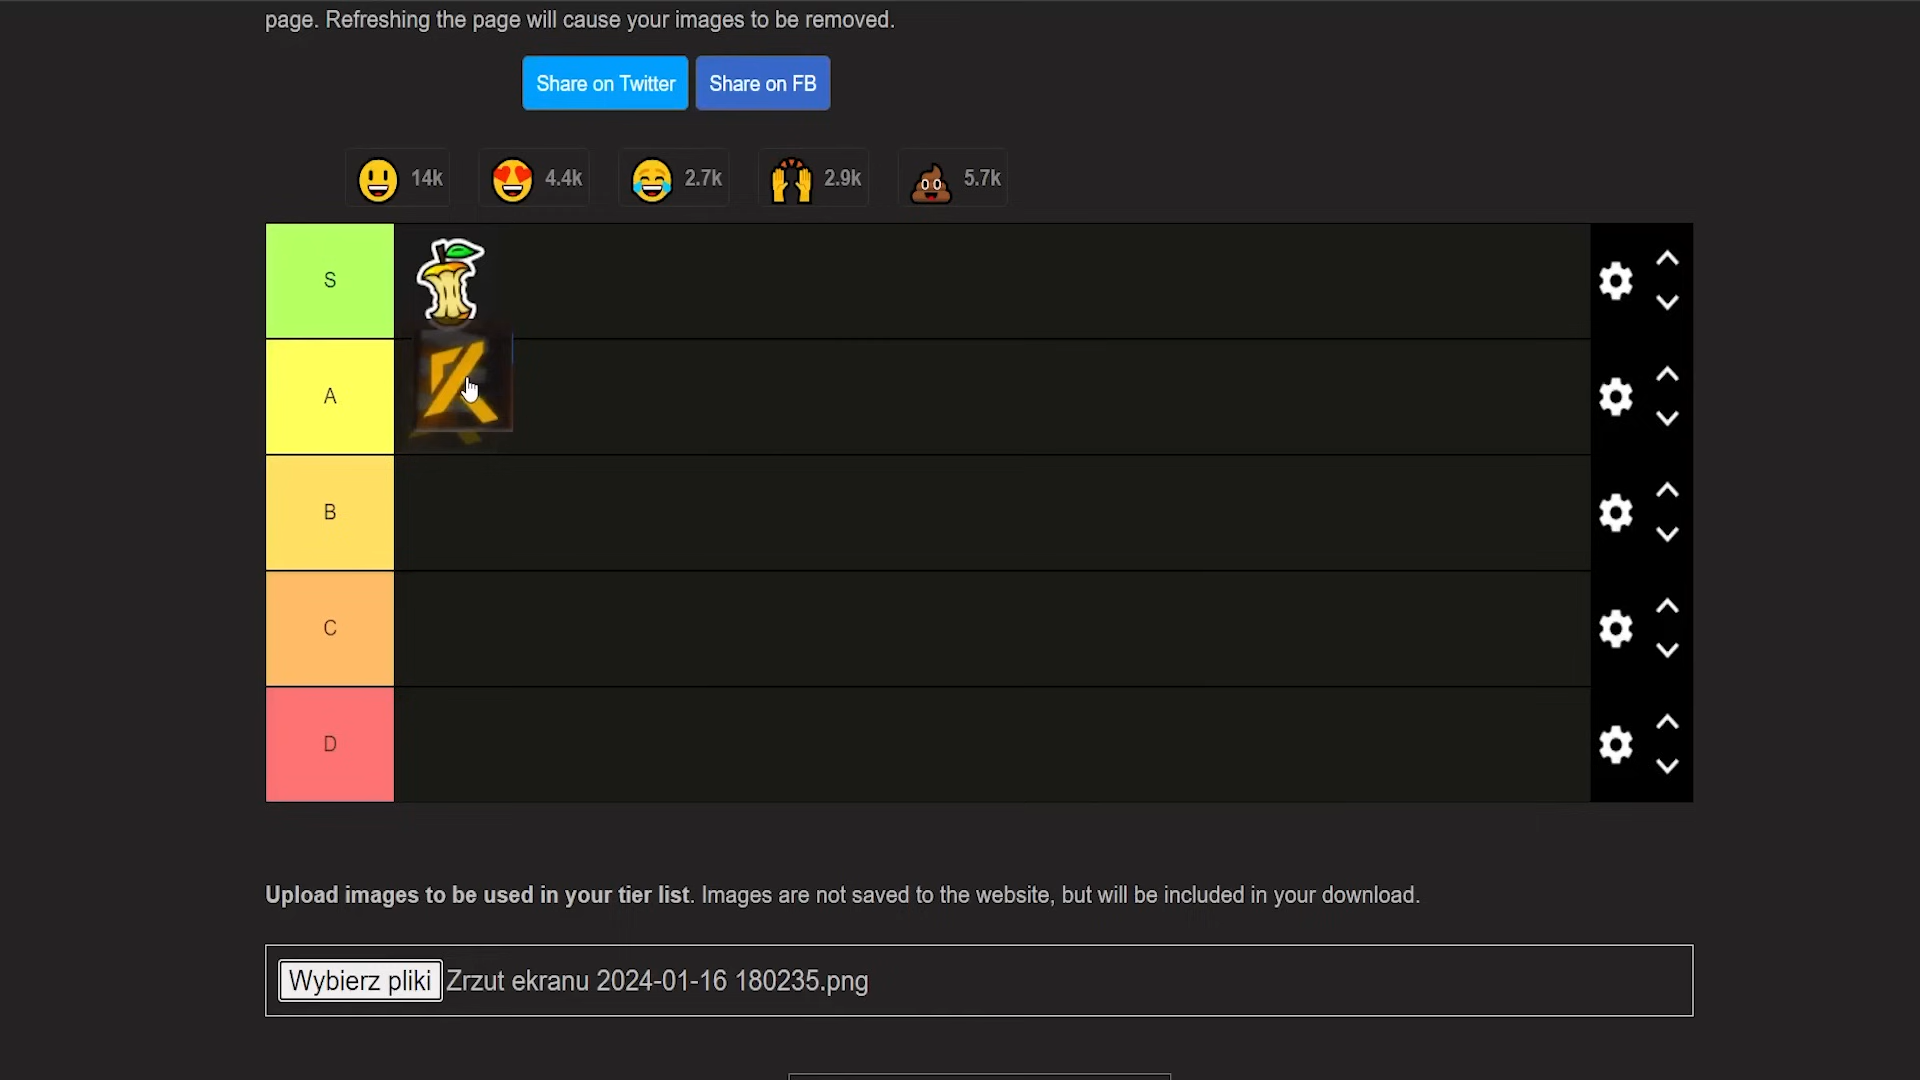 page. Refreshing the page will cause your images to be removed.
Share on Twitter Share on FB
14k 4.4k 2.7k 2.9k 5.7k
S
A
B
C
D
Upload images to be used in your tier list. Images are not saved to the website, but will be included in your download.
Wybierz pliki Zrzut ekranu 2024-01-16 180235.png